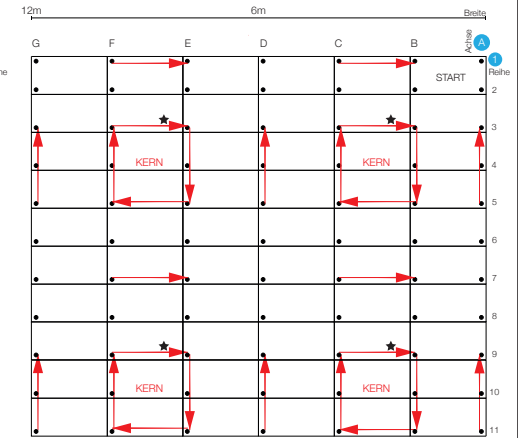 12m 6m Breite
G F E D C B Achse A
1
he Reihe
START
2
3
KERN KERN
4
5
6
7
8
9
KERN KERN
10
11